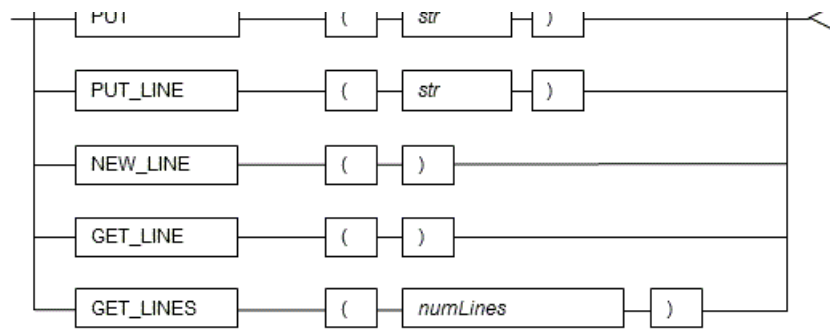 PUT ( str )
PUT_LINE ( str )
NEW_LINE ( )
GET_LINE ( )
GET_LINES ( numLines )